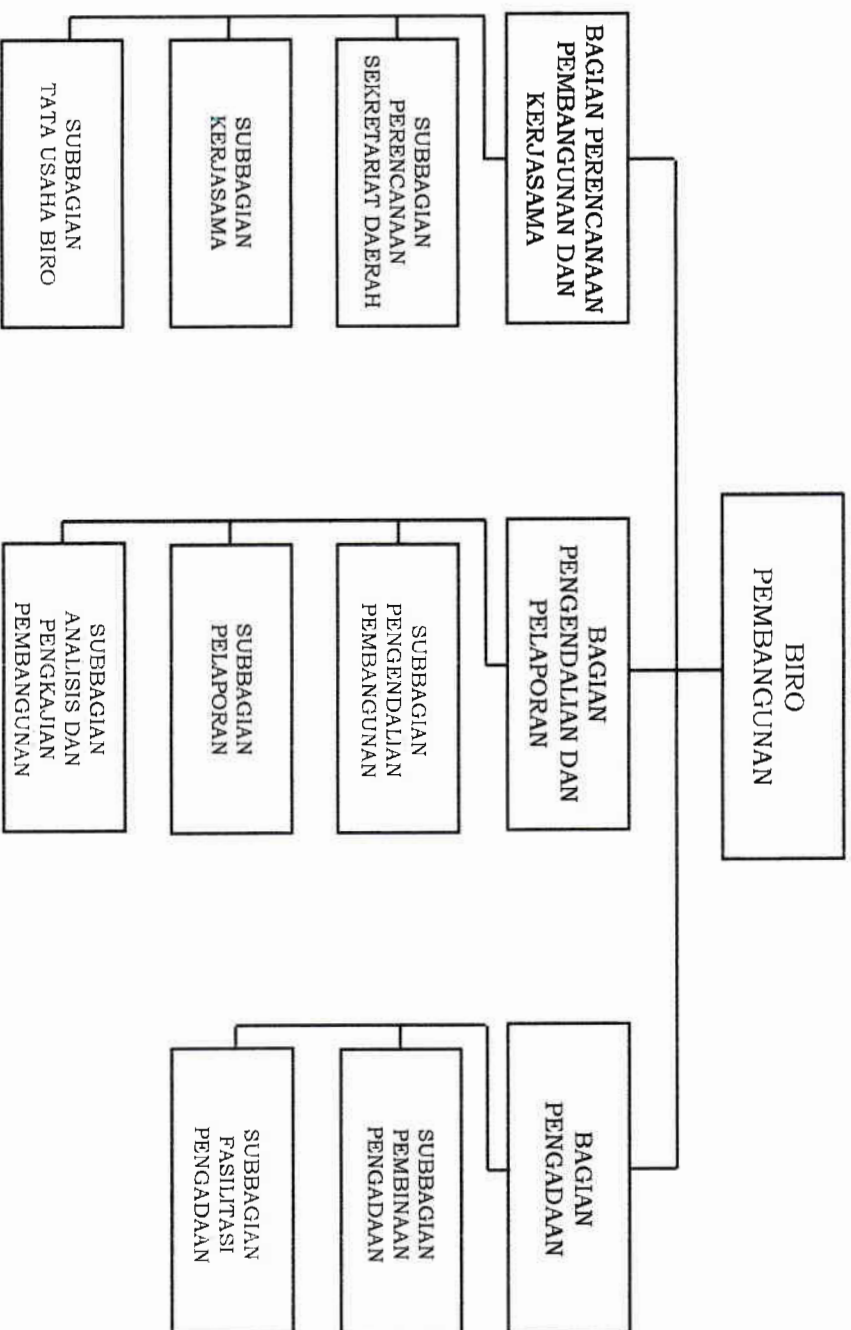 BIRO
PEMBANGUNAN
BAGIAN PERENCANAAN
PEMBANGUNAN DAN
KERJASAMA
SUBBAGIAN
PERENCANAAN
SEKRETARIAT DAERAH
SUBBAGIAN
KERJASAMA
SUBBAGIAN
TATA USAHA BIRO
BAGIAN
PENGENDALIAN DAN
PELAPORAN
SUBBAGIAN
PENGENDALIAN
PEMBANGUNAN
SUBBAGIAN
PELAPORAN
SUBBAGIAN
ANALISIS DAN
PENGKAJIAN
PEMBANGUNAN
BAGIAN
PENGADAAN
SUBBAGIAN
PEMBINAAN
PENGADAAN
SUBBAGIAN
FASILITASI
PENGADAAN